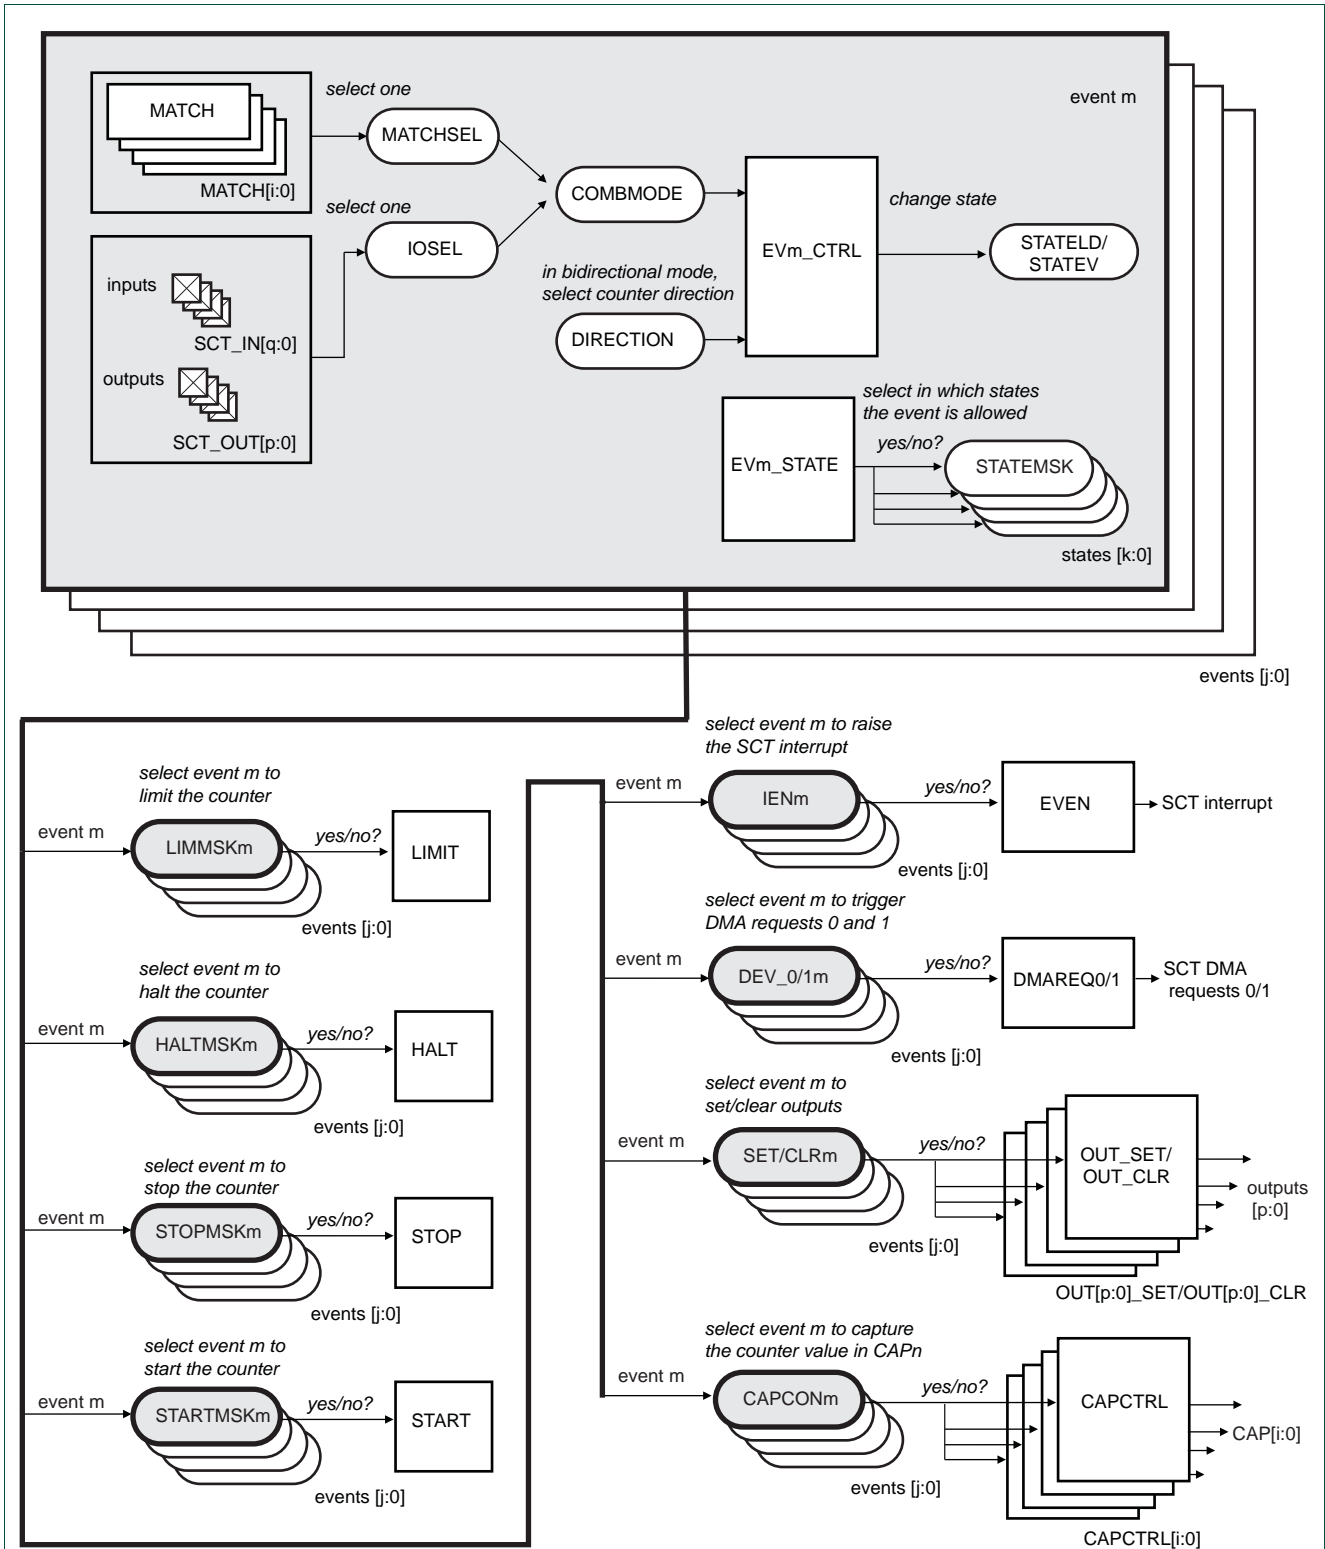 event m
select one
MATCH
MATCHSEL
MATCH[i:0]
select one
IOSEL
COMBMODE
inputs
SCT_IN[q:0]
outputs
SCT_OUT[p:0]
in bidirectional mode,
select counter direction
DIRECTION
EVm_CTRL
change state
STATELD/
STATEV
select in which states
the event is allowed
yes/no?
EVm_STATE
STATEMSK
states [k:0]
events [j:0]
select event m to
limit the counter
event m
LIMMSKm
yes/no?
LIMIT
events [j:0]
select event m to
halt the counter
event m
HALTMSKm
yes/no?
HALT
events [j:0]
select event m to
stop the counter
event m
STOPMSKm
yes/no?
STOP
events [j:0]
select event m to
start the counter
event m
STARTMSKm
yes/no?
START
events [j:0]
select event m to raise
the SCT interrupt
event m
IENm
yes/no?
EVEN
SCT interrupt
events [j:0]
select event m to trigger
DMA requests 0 and 1
event m
DEV_0/1m
yes/no?
DMAREQ0/1
SCT DMA
requests 0/1
events [j:0]
select event m to
set/clear outputs
event m
SET/CLRm
yes/no?
OUT_SET/
OUT_CLR
outputs
[p:0]
events [j:0]
OUT[p:0]_SET/OUT[p:0]_CLR
select event m to capture
the counter value in CAPn
event m
CAPCONm
yes/no?
CAPCTRL
CAP[i:0]
events [j:0]
CAPCTRL[i:0]